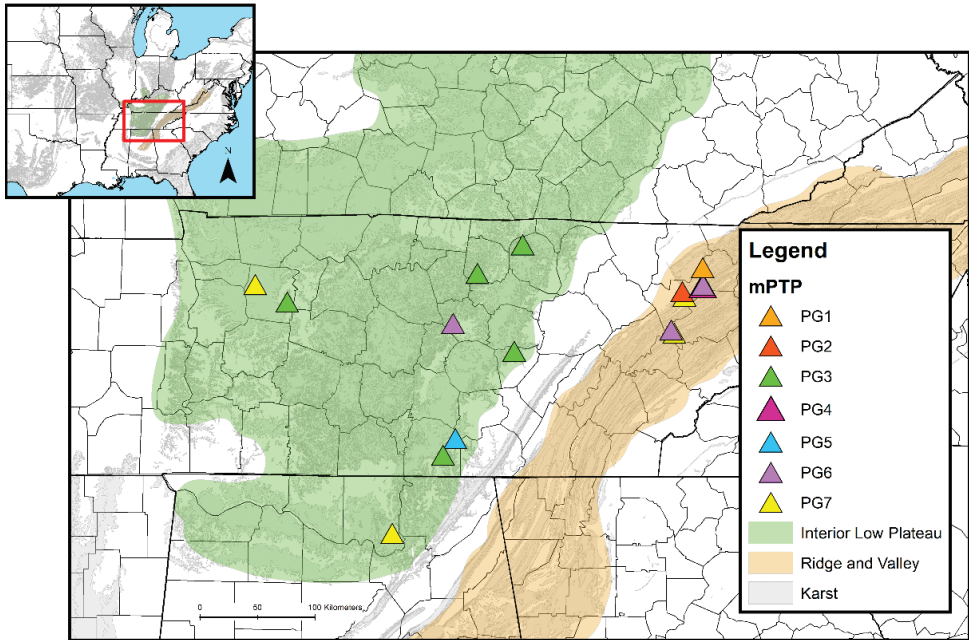 N
Legend
mPTP
PG1
PG2
PG3
PG4
PG5
PG6
PG7
Interior Low Plateau
Ridge and Valley
Karst
0 50 100 Kilometers